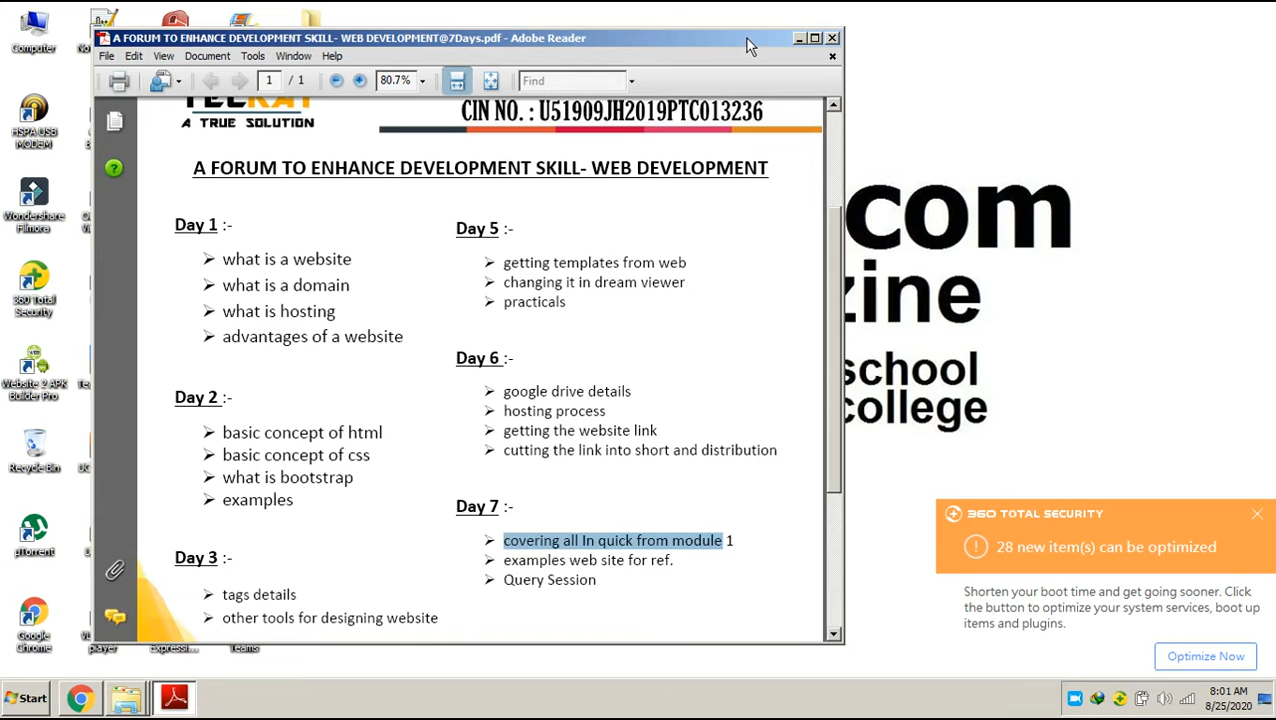 Computer
HSPA USB
MODEM
Wondershare
Filmora
360 Total
Security
Website 2 APK
Builder Pro
Recycle Bin
µTorrent
Google
Chrome
player
expressi...
Teams
A FORUM TO ENHANCE DEVELOPMENT SKILL- WEB DEVELOPMENT@7Days.pdf - Adobe Reader
File Edit View Document Tools Window Help
1 / 1 80.7% Find
A TRUE SOLUTION
CIN NO. : U51909JH2019PTC013236
A FORUM TO ENHANCE DEVELOPMENT SKILL- WEB DEVELOPMENT
Day 1 :-
what is a website
what is a domain
what is hosting
advantages of a website
Day 2 :-
basic concept of html
basic concept of css
what is bootstrap
examples
Day 3 :-
tags details
other tools for designing website
Day 5 :-
getting templates from web
changing it in dream viewer
practicals
Day 6 :-
google drive details
hosting process
getting the website link
cutting the link into short and distribution
Day 7 :-
covering all In quick from module 1
examples web site for ref.
Query Session
.com
zine
school
college
360 TOTAL SECURITY
28 new item(s) can be optimized
Shorten your boot time and get going sooner. Click
the button to optimize your system services, boot up
items and plugins.
Optimize Now
Start
8:01 AM
8/25/2020